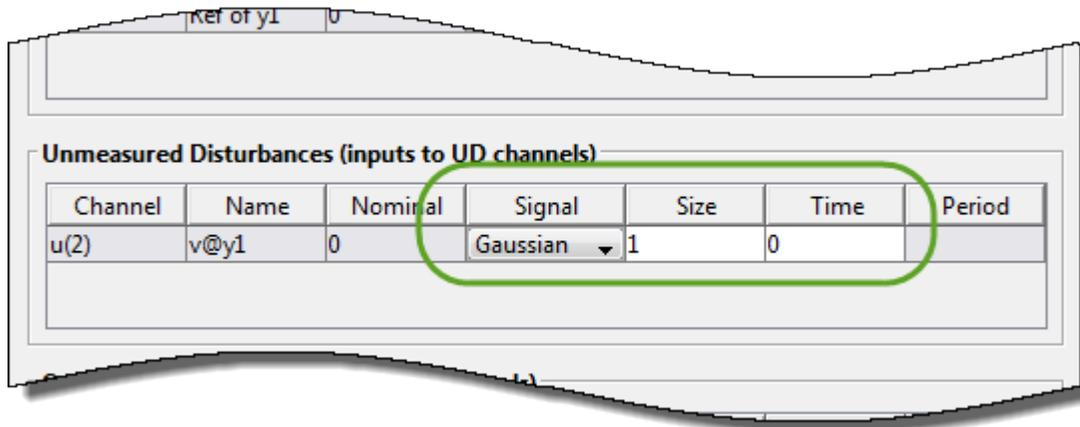 Ref of y1 0
Unmeasured Disturbances (inputs to UD channels)
Channel Name Nominal Signal Size Time Period
u(2) v@y1 0 Gaussian 1 0